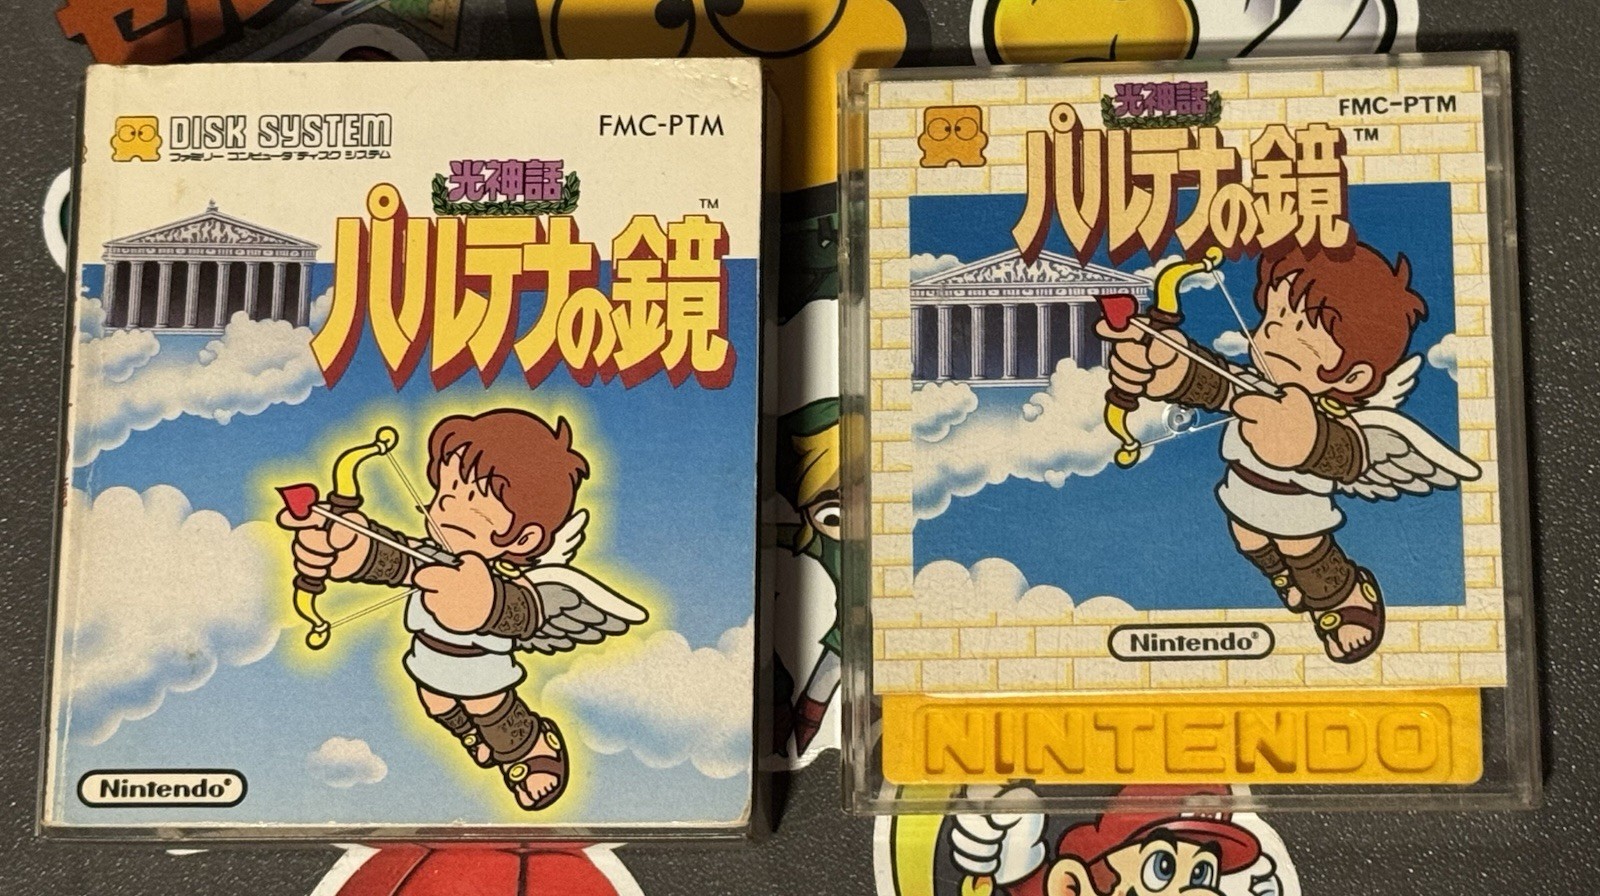 DISK SYSTEM
ファミリー コンピュータ ディスク システム
FMC-PTM
光神話
パルテナの鏡
TM
Nintendo®
光神話
FMC-PTM
パルテナの鏡
TM
Nintendo®
NINTENDO